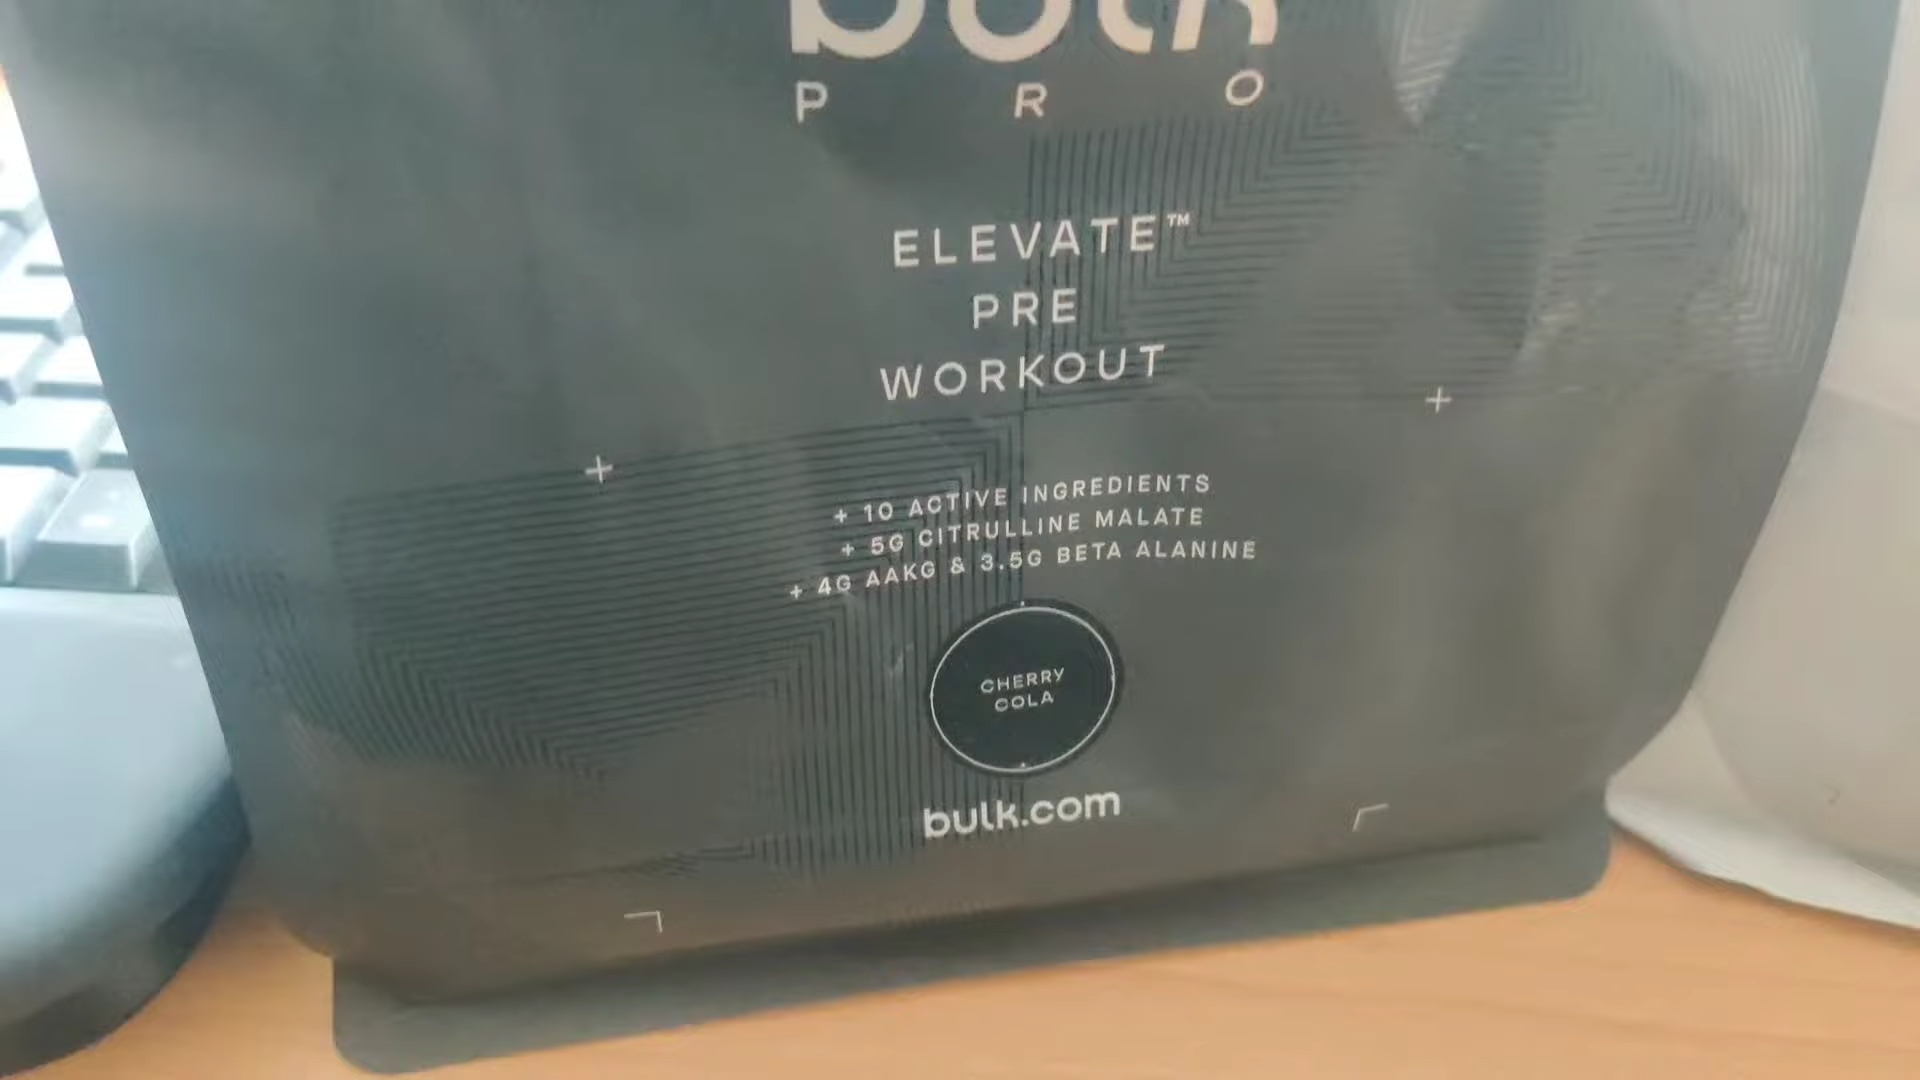 bulk
PRO
ELEVATE™
PRE
WORKOUT
+ 10 ACTIVE INGREDIENTS
+ 5G CITRULLINE MALATE
+ 4G AAKG & 3.5G BETA ALANINE
CHERRY
COLA
bulk.com